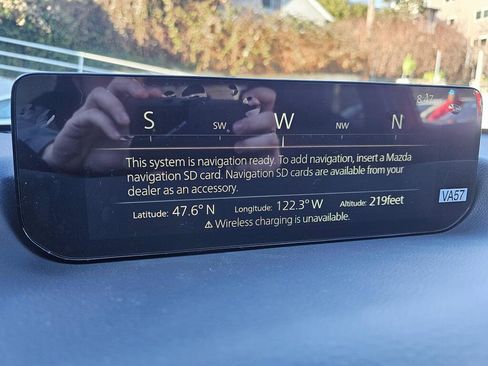 8:47
S SW W NW N
This system is navigation ready. To add navigation, insert a Mazda
navigation SD card. Navigation SD cards are available from your
dealer as an accessory.
Latitude: 47.6° N Longitude: 122.3° W Altitude: 219feet
⚠ Wireless charging is unavailable.
VA57